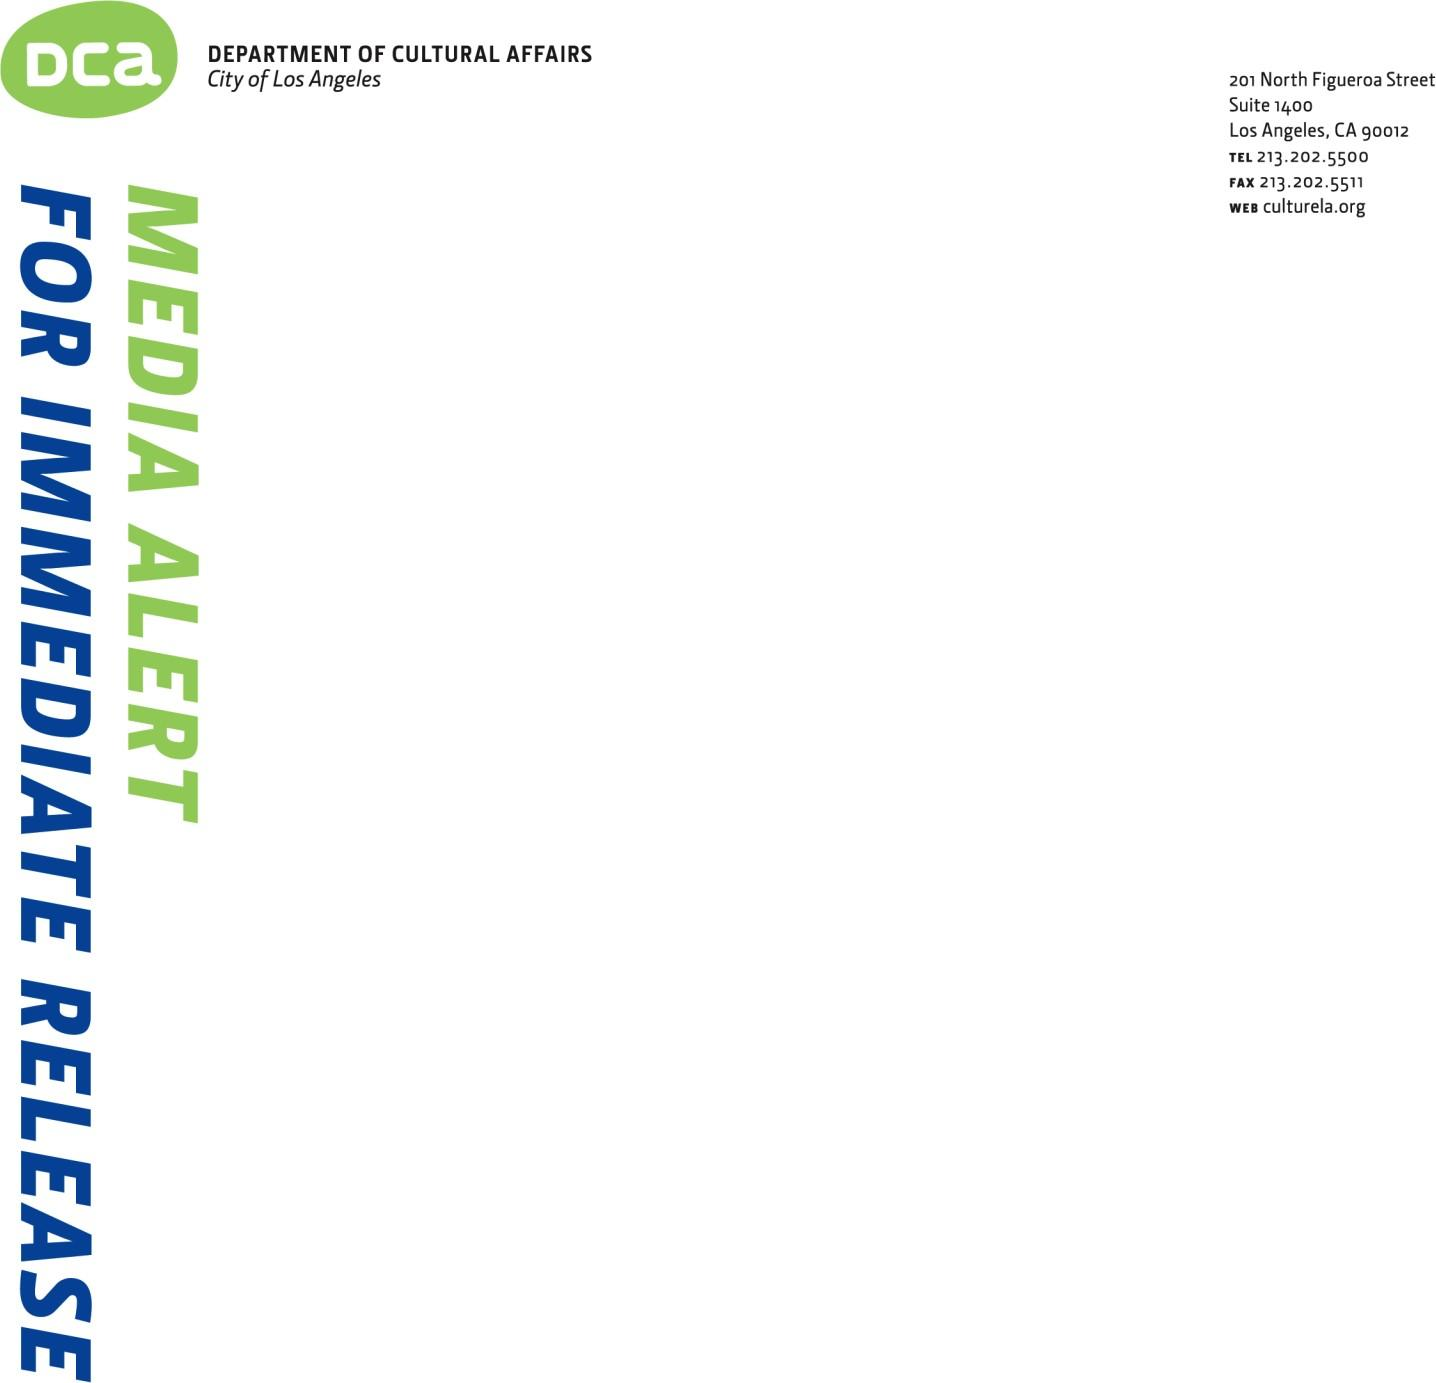 DCa
DEPARTMENT OF CULTURAL AFFAIRS
City of Los Angeles
201 North Figueroa Street
Suite 1400
Los Angeles, CA 90012
TEL 213.202.5500
FAX 213.202.5511
WEB culturela.org
MEDIA ALERT
FOR IMMEDIATE RELEASE